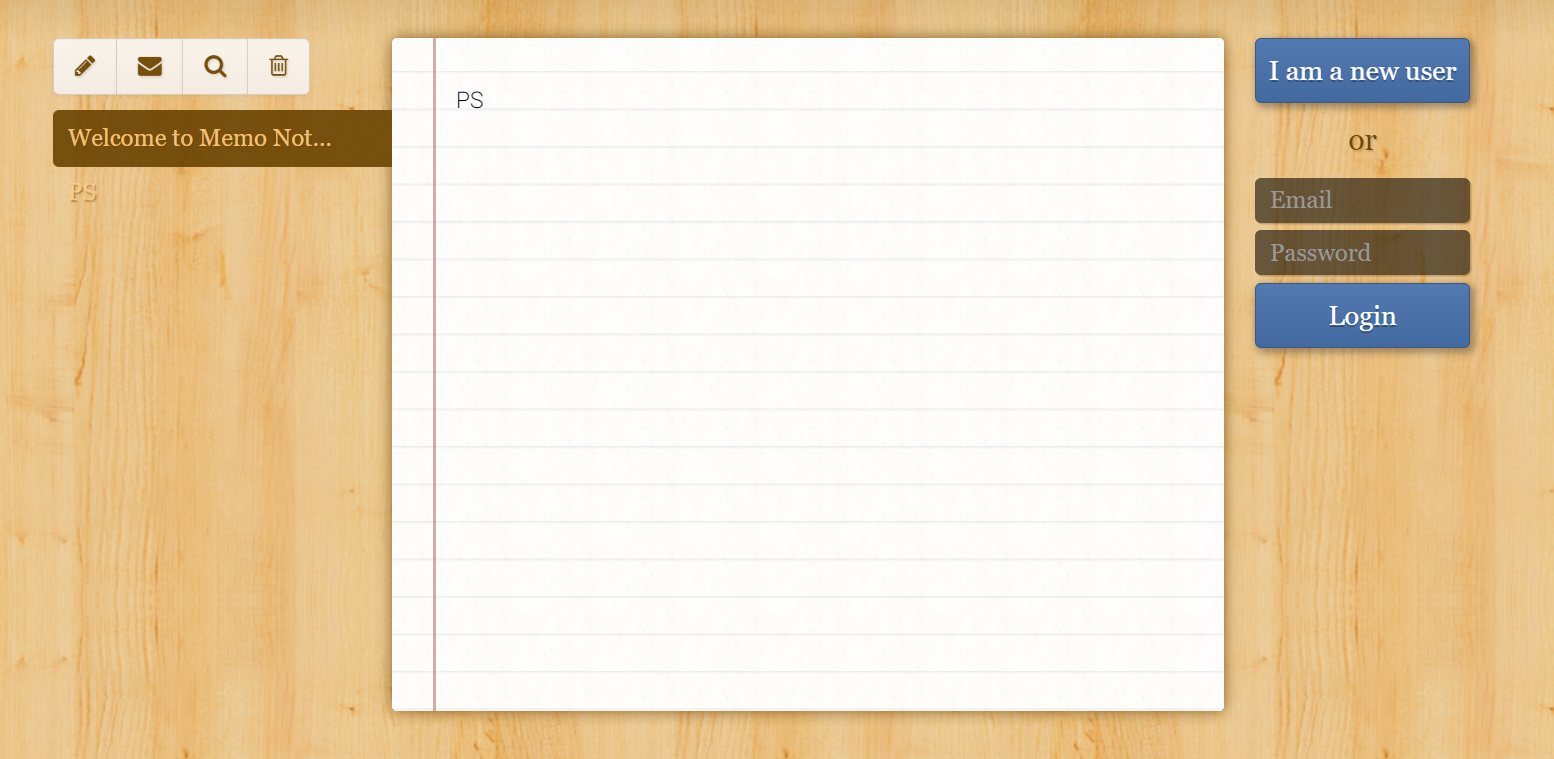 Welcome to Memo Not...
PS
PS
I am a new user
or
Email
Password
Login